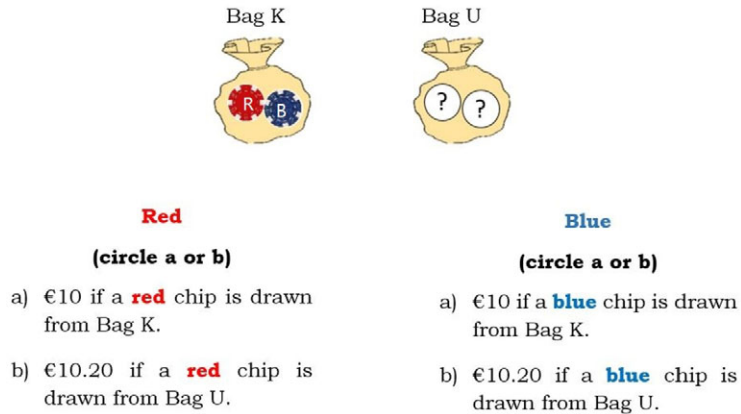 Bag K
Bag U
R
B
?
?
Red
(circle a or b)
a) €10 if a red chip is drawn
from Bag K.
b) €10.20 if a red chip is
drawn from Bag U.
Blue
(circle a or b)
a) €10 if a blue chip is drawn
from Bag K.
b) €10.20 if a blue chip is
drawn from Bag U.